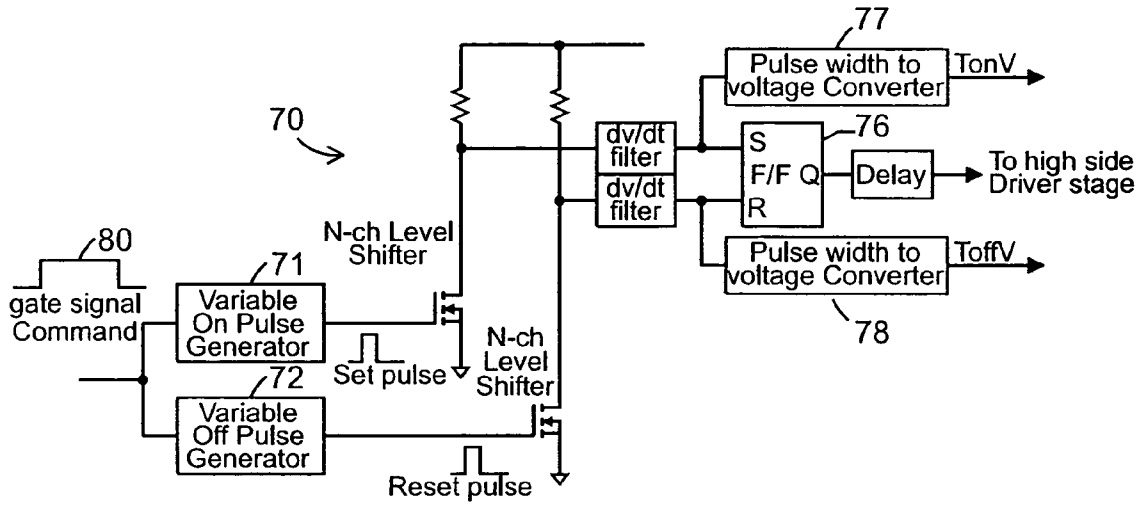 77
Pulse width to
voltage Converter
TonV
70
dv/dt
filter
76
S
F/F Q
R
Delay
To high side
Driver stage
dv/dt
filter
N-ch Level
Shifter
80
gate signal
Command
71
Variable
On Pulse
Generator
Set pulse
N-ch
Level
Shifter
Pulse width to
voltage Converter
ToffV
78
72
Variable
Off Pulse
Generator
Reset pulse